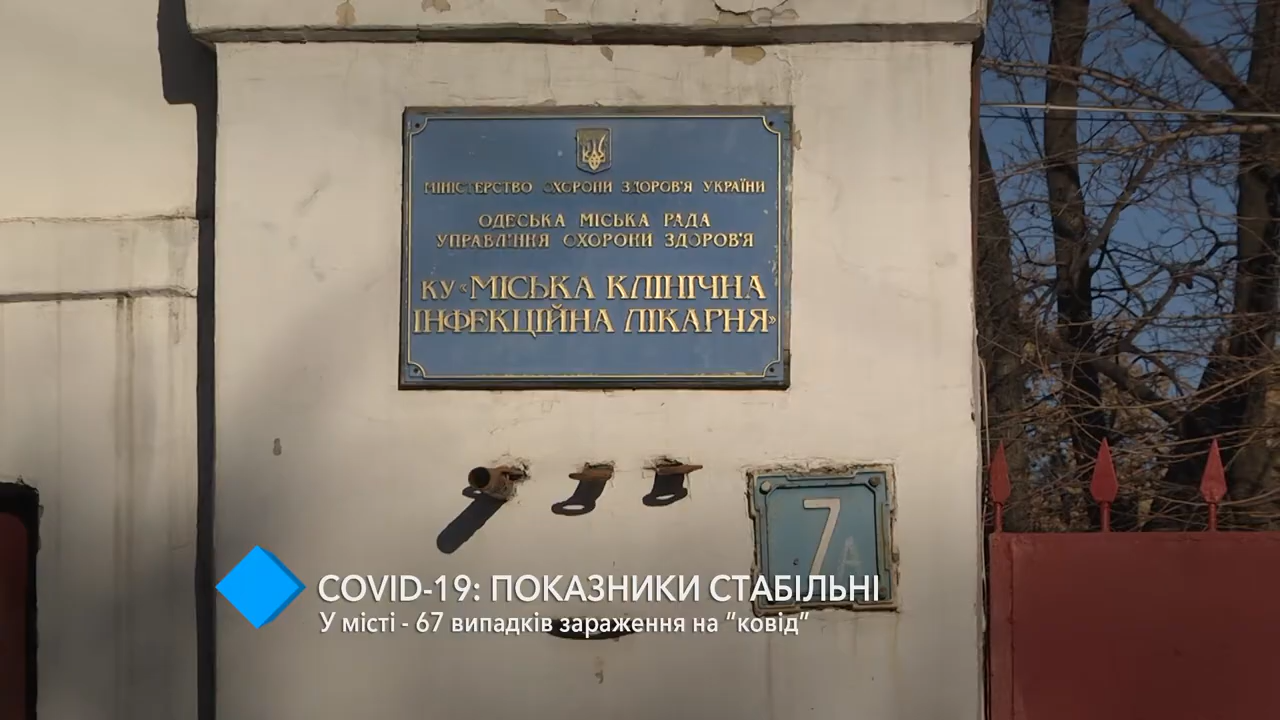 МІНІСТЕРСТВО ОХОРОНИ ЗДОРОВ'Я УКРАЇНИ
ОДЕСЬКА МІСЬКА РАДА
УПРАВЛІННЯ ОХОРОНИ ЗДОРОВ'Я
КУ «МІСЬКА КЛІНІЧНА
ІНФЕКЦІЙНА ЛІКАРНЯ»
7А
COVID-19: ПОКАЗНИКИ СТАБІЛЬНІ
У місті - 67 випадків зараження на "ковід"